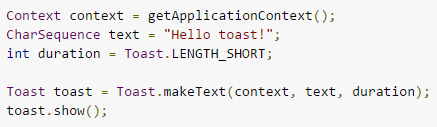 Context context = getApplicationContext();
CharSequence text = "Hello toast!";
int duration = Toast.LENGTH_SHORT;

Toast toast = Toast.makeText(context, text, duration);
toast.show();